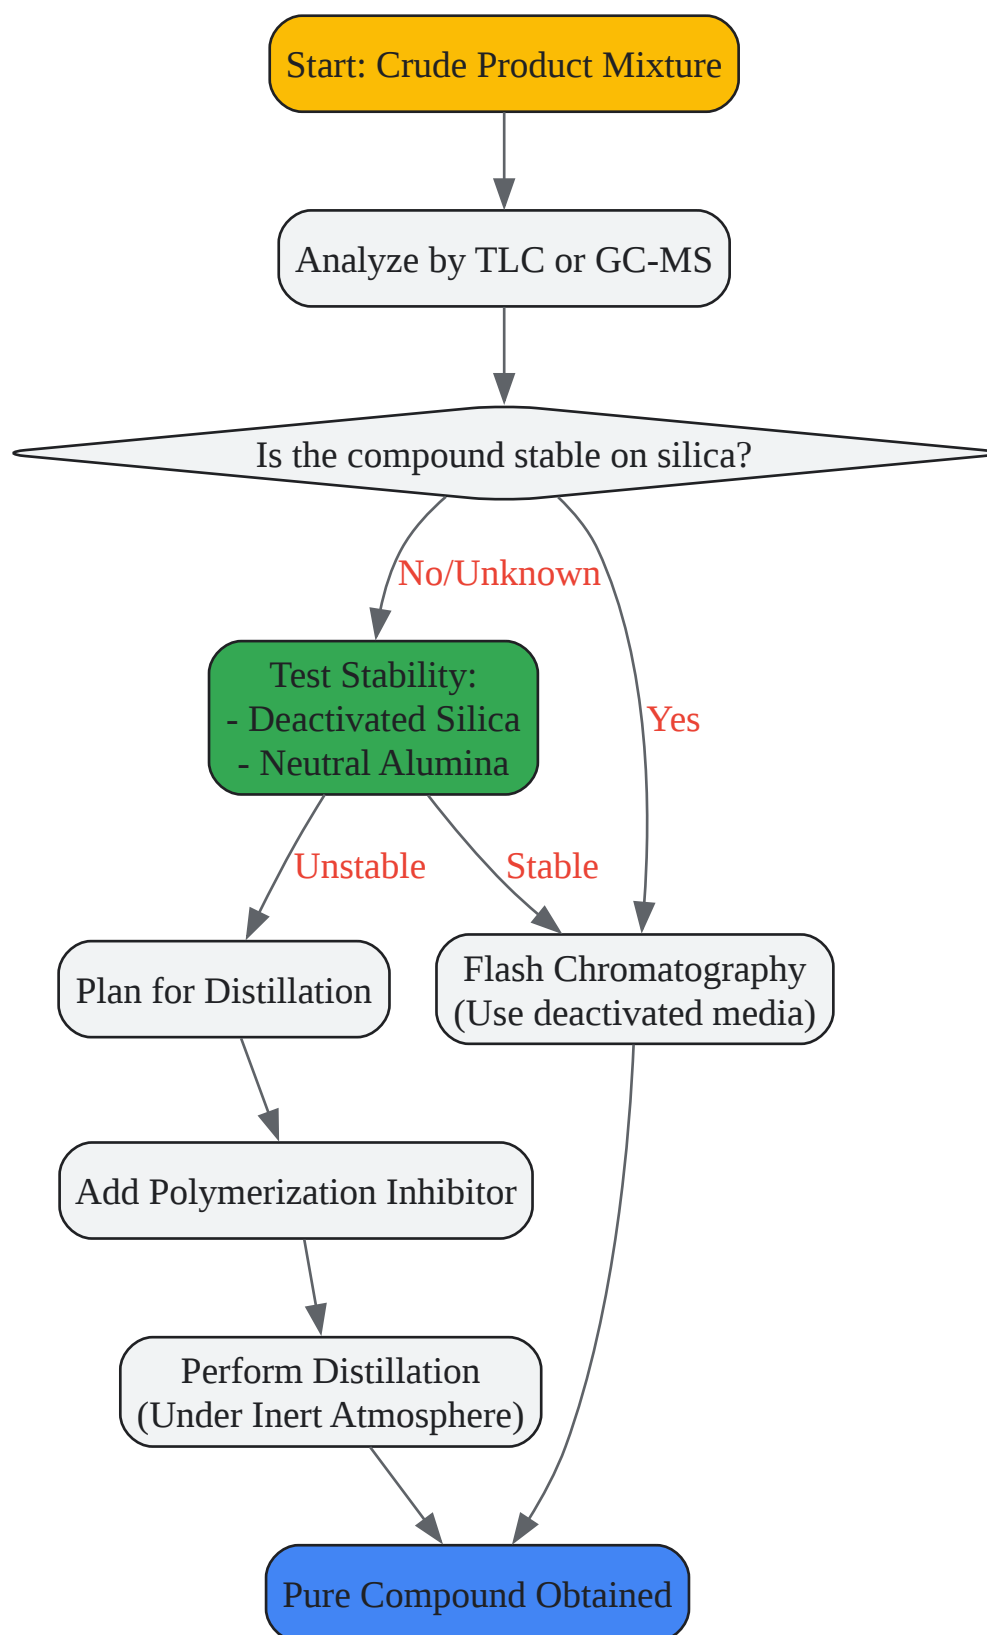 Start: Crude Product Mixture
Analyze by TLC or GC-MS
Is the compound stable on silica?
No/Unknown
Test Stability:
- Deactivated Silica
- Neutral Alumina
Yes
Unstable
Stable
Plan for Distillation
Flash Chromatography
(Use deactivated media)
Add Polymerization Inhibitor
Perform Distillation
(Under Inert Atmosphere)
Pure Compound Obtained